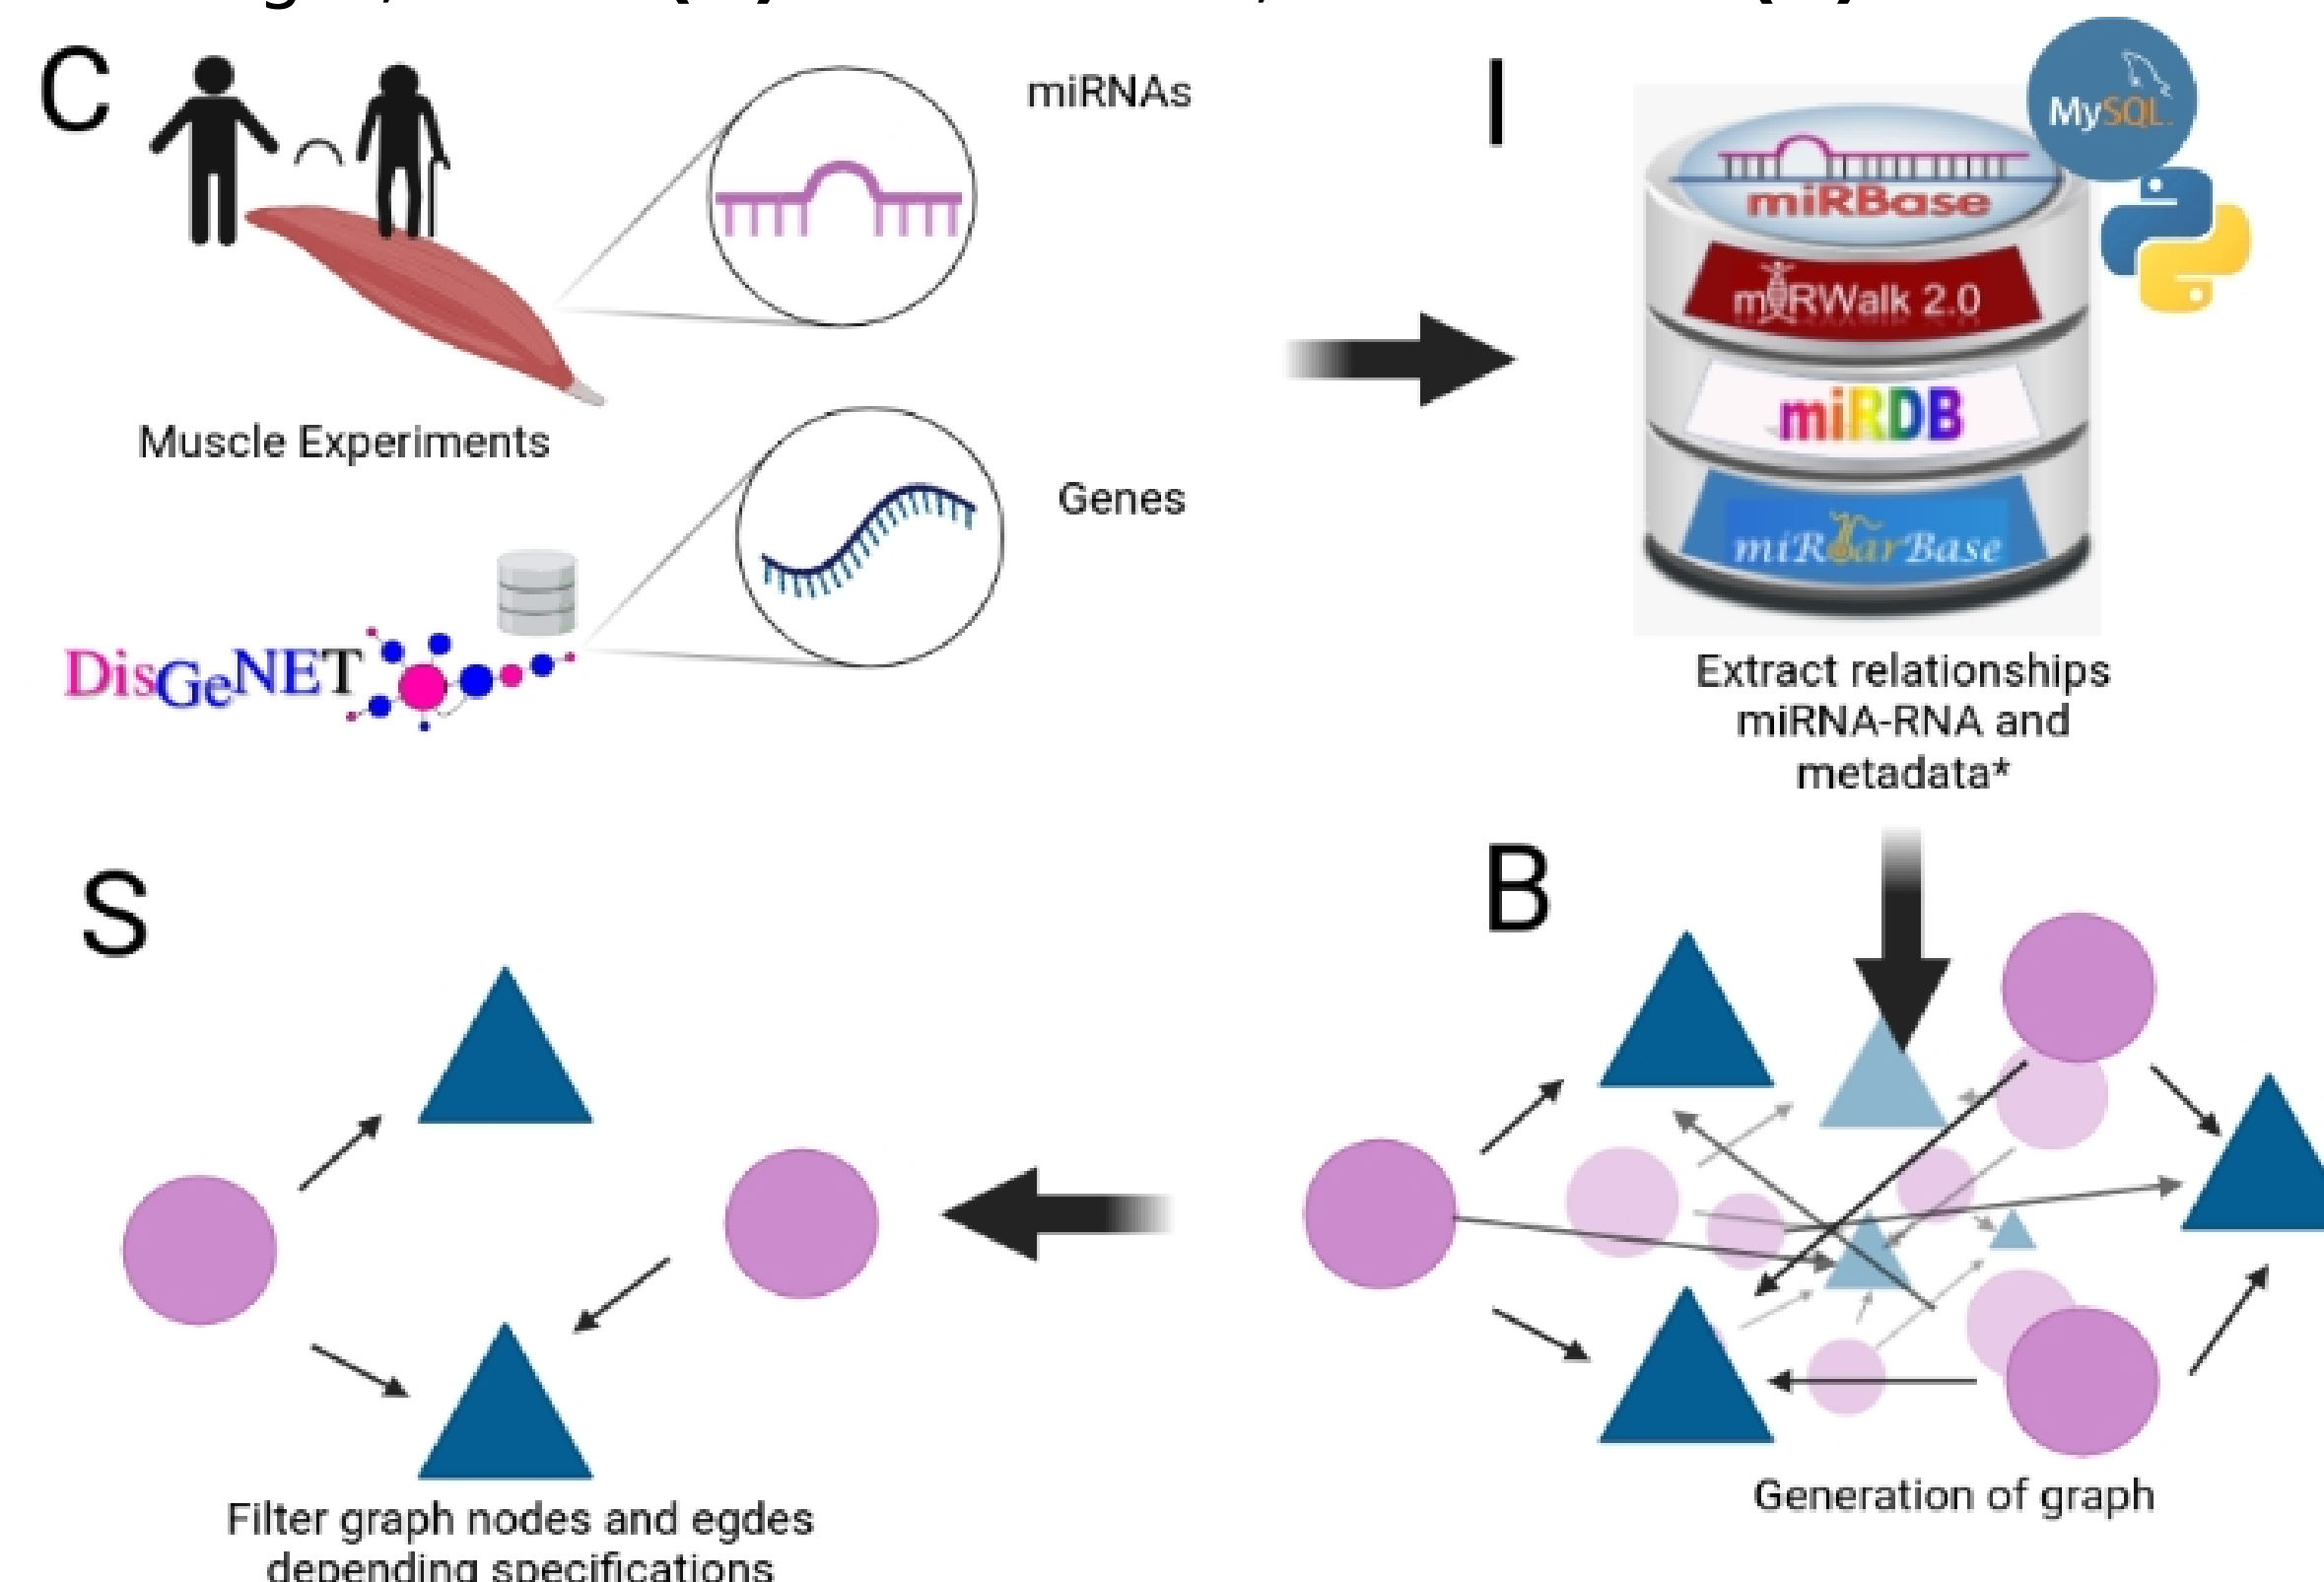 C
miRNAs
Muscle Experiments
Genes
DisGeNET
I
MySQL
miRBase
miRWalk 2.0
miRDB
miRTarBase
Extract relationships
miRNA-RNA and
metadata*
S
Filter graph nodes and egdes
depending specifications
B
Generation of graph